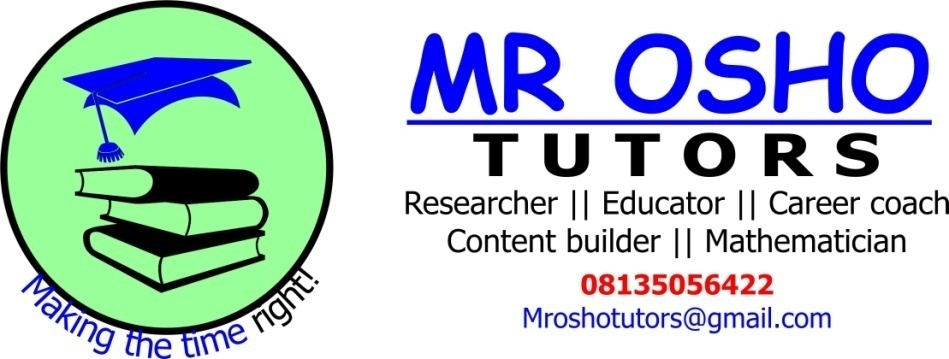 MR OSHO
TUTORS
Researcher || Educator || Career coach
Content builder || Mathematician
08135056422
Mroshotutors@gmail.com
Making the time right!